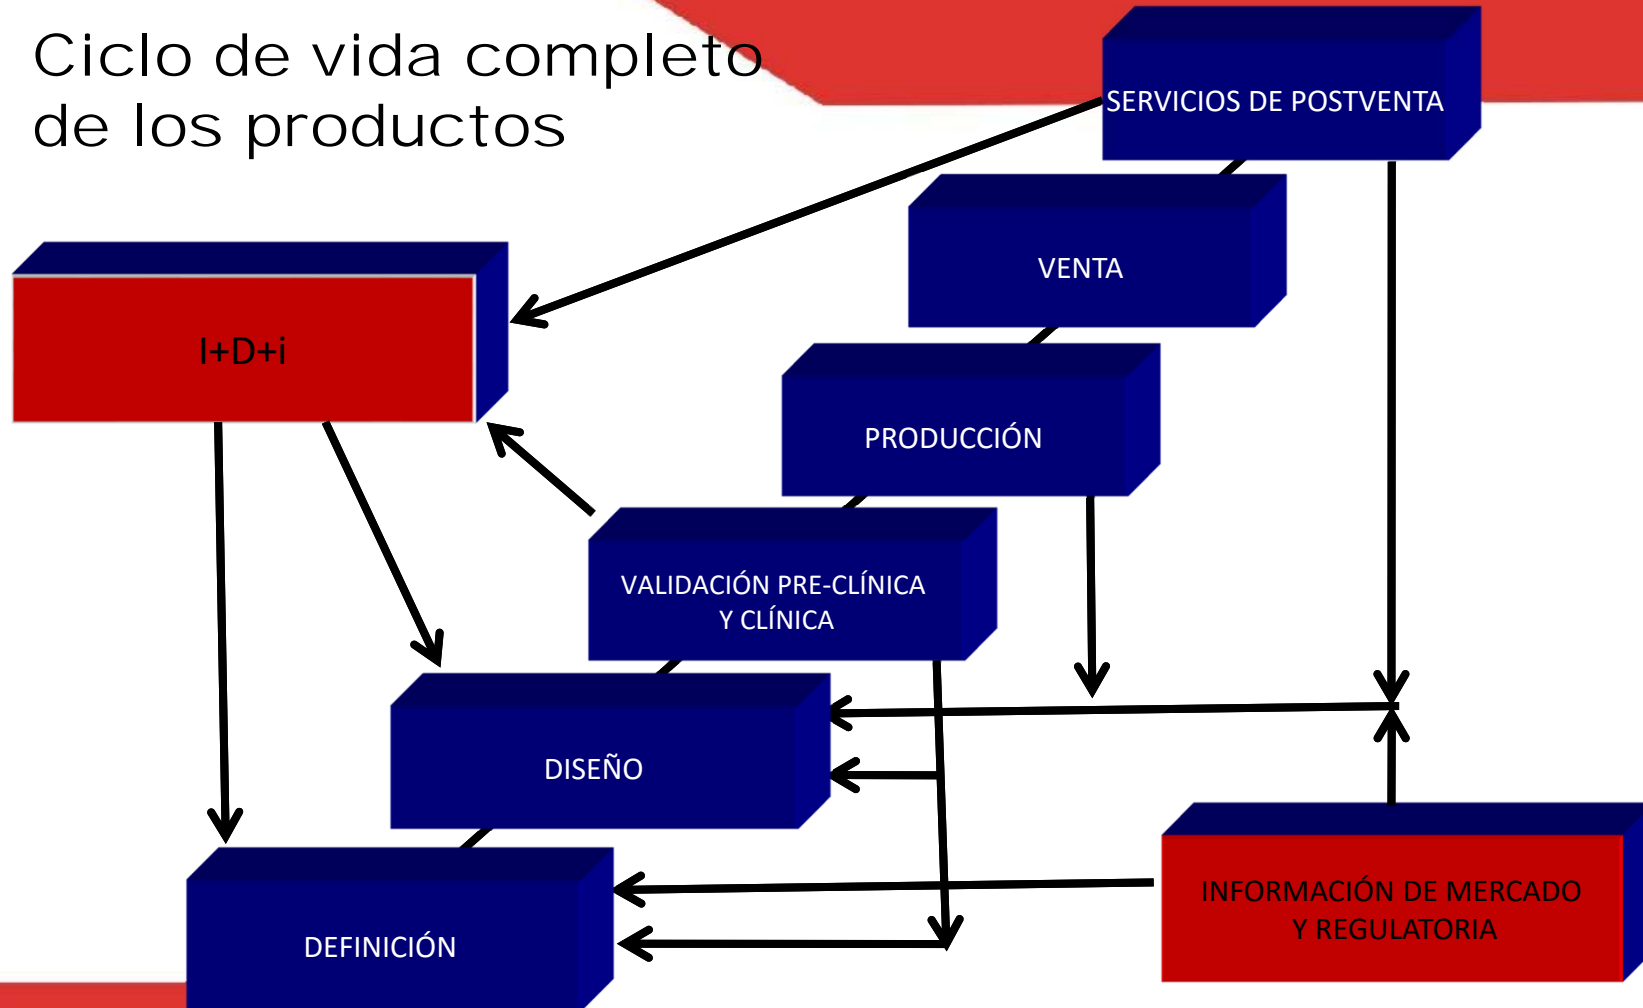 Ciclo de vida completo
de los productos
SERVICIOS DE POSTVENTA
VENTA
I+D+i
PRODUCCIÓN
VALIDACIÓN PRE-CLÍNICA
Y CLÍNICA
DISEÑO
INFORMACIÓN DE MERCADO
Y REGULATORIA
DEFINICIÓN